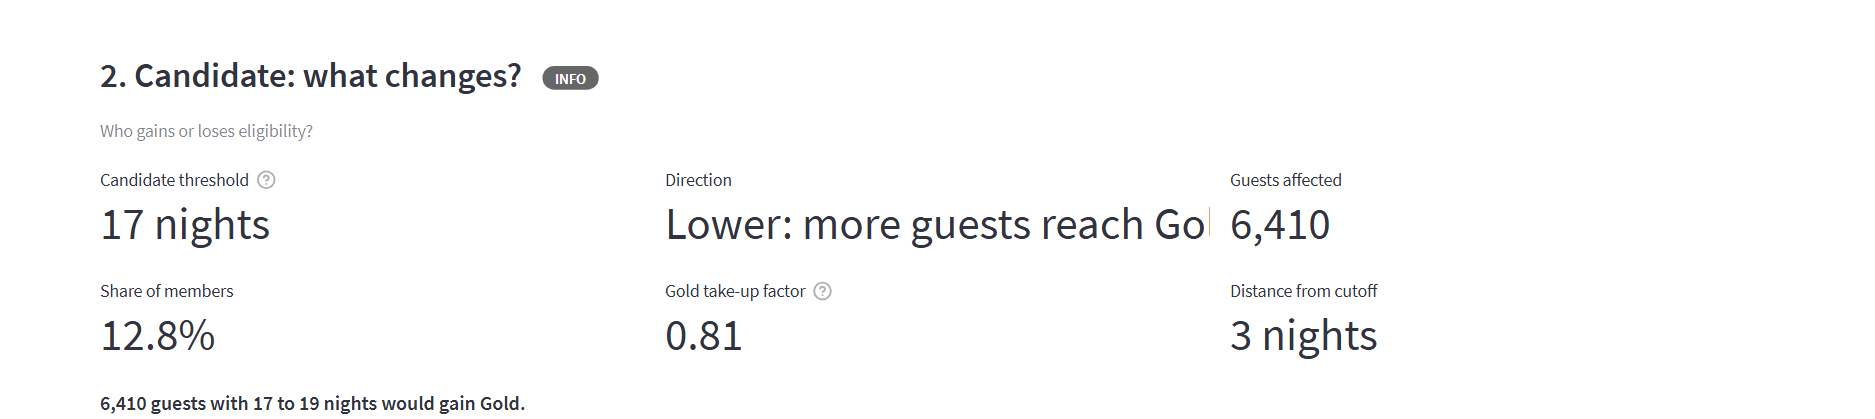 2. Candidate: what changes? INFO
Who gains or loses eligibility?
Candidate threshold
17 nights
Direction
Lower: more guests reach Go
Guests affected
6,410
Share of members
12.8%
Gold take-up factor
0.81
Distance from cutoff
3 nights
6,410 guests with 17 to 19 nights would gain Gold.